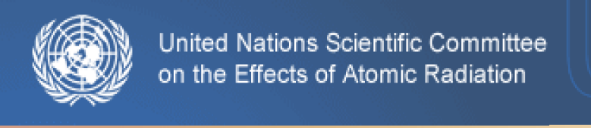 United Nations Scientific Committee
on the Effects of Atomic Radiation